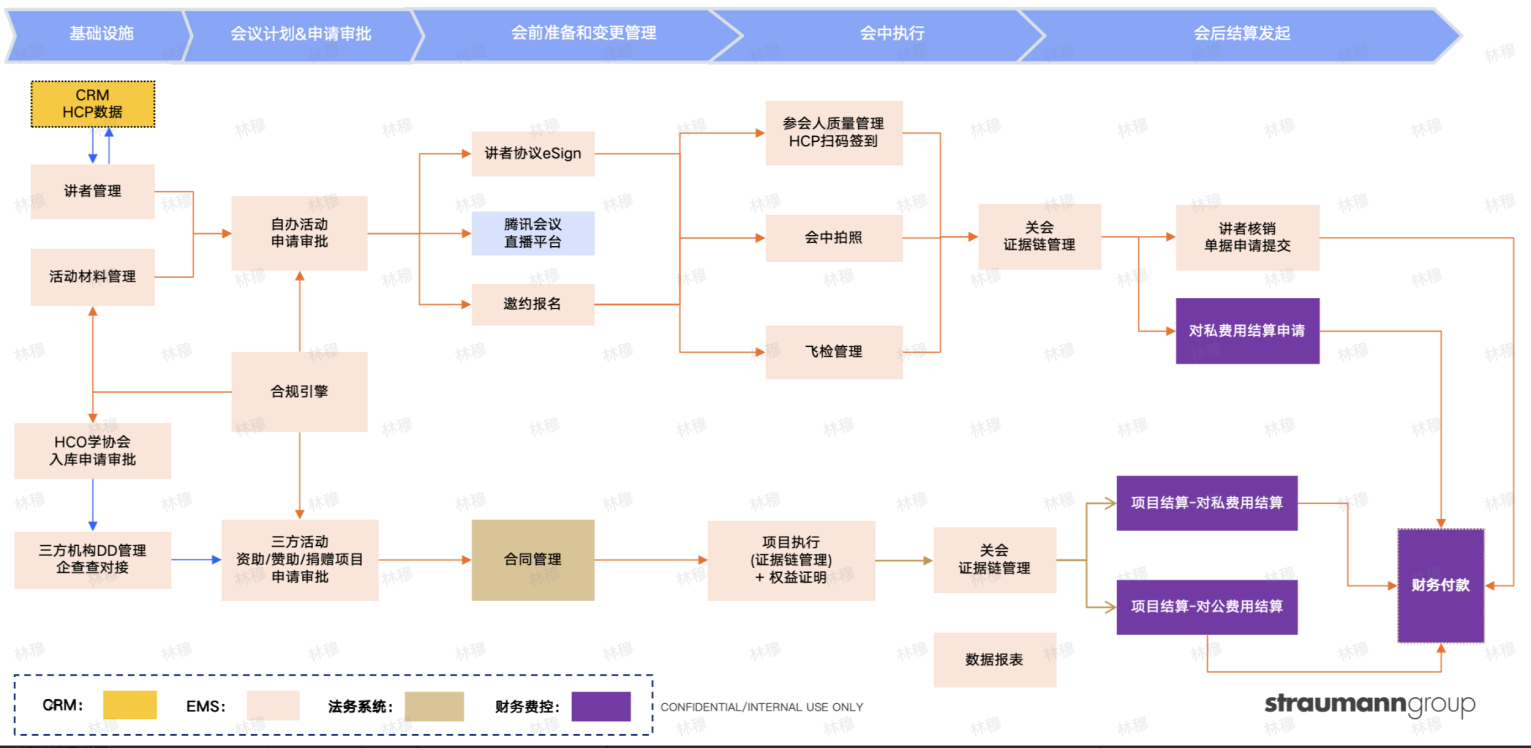 基础设施
会议计划&申请审批
会前准备和变更管理
会中执行
会后结算发起
CRM
HCP数据
讲者管理
活动材料管理
HCO学协会
入库申请审批
三方机构DD管理
企查查对接
自办活动
申请审批
合规引擎
三方活动
资助/赞助/捐赠项目
申请审批
讲者协议eSign
腾讯会议
直播平台
邀约报名
合同管理
参会人质量管理
HCP扫码签到
会中拍照
飞检管理
项目执行
(证据链管理)
+ 权益证明
关会
证据链管理
关会
证据链管理
数据报表
讲者核销
单据申请提交
对私费用结算申请
项目结算-对私费用结算
项目结算-对公费用结算
财务付款
CRM:
EMS:
法务系统:
财务费控:
CONFIDENTIAL/INTERNAL USE ONLY
straumanngroup
林穆